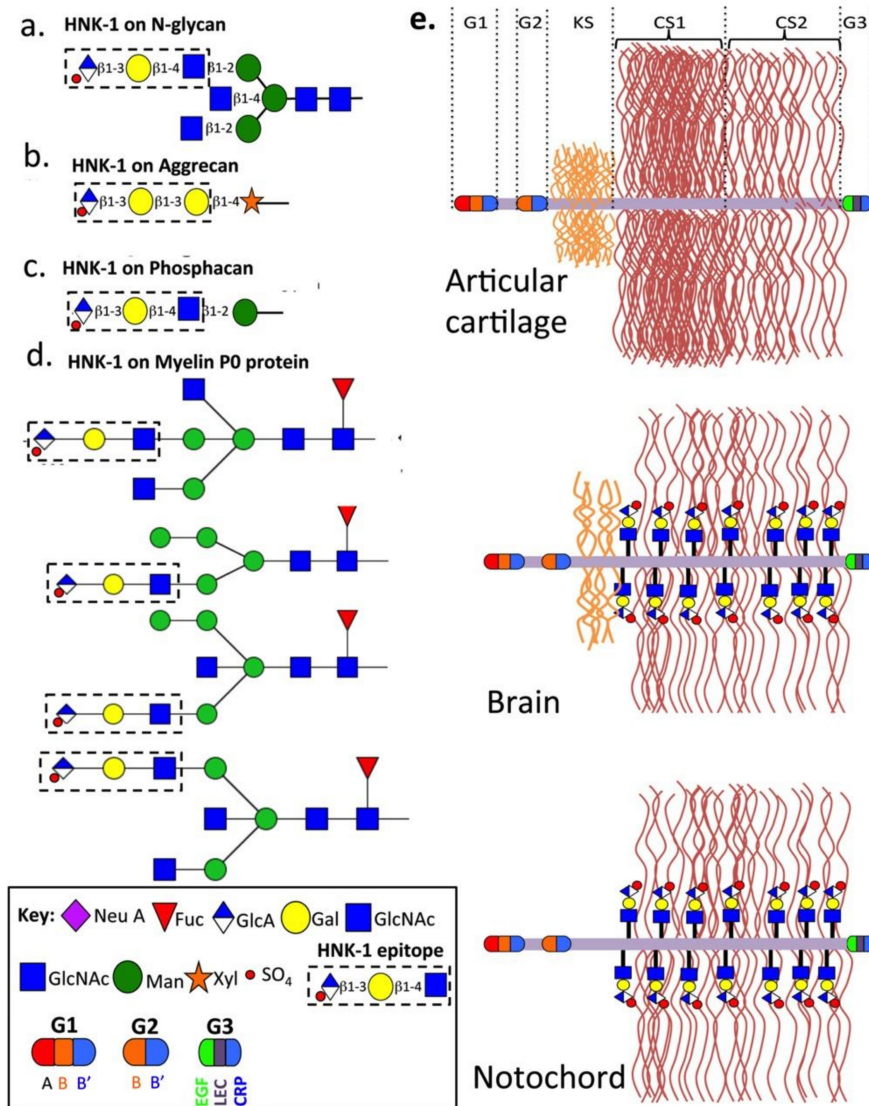 a. HNK-1 on N-glycan
β1-3 β1-4 β1-2
β1-4
β1-2
b. HNK-1 on Aggrecan
β1-3 β1-3 β1-4
c. HNK-1 on Phosphacan
β1-3 β1-4 β1-2
d. HNK-1 on Myelin P0 protein
Key: Neu A Fuc GlcA Gal GlcNAc
GlcNAc Man Xyl SO4
HNK-1 epitope
β1-3 β1-4
G1 G2 G3
A B B' B B' EGF LEC CRP
e. G1 G2 KS CS1 CS2 G3
Articular
cartilage
Brain
Notochord